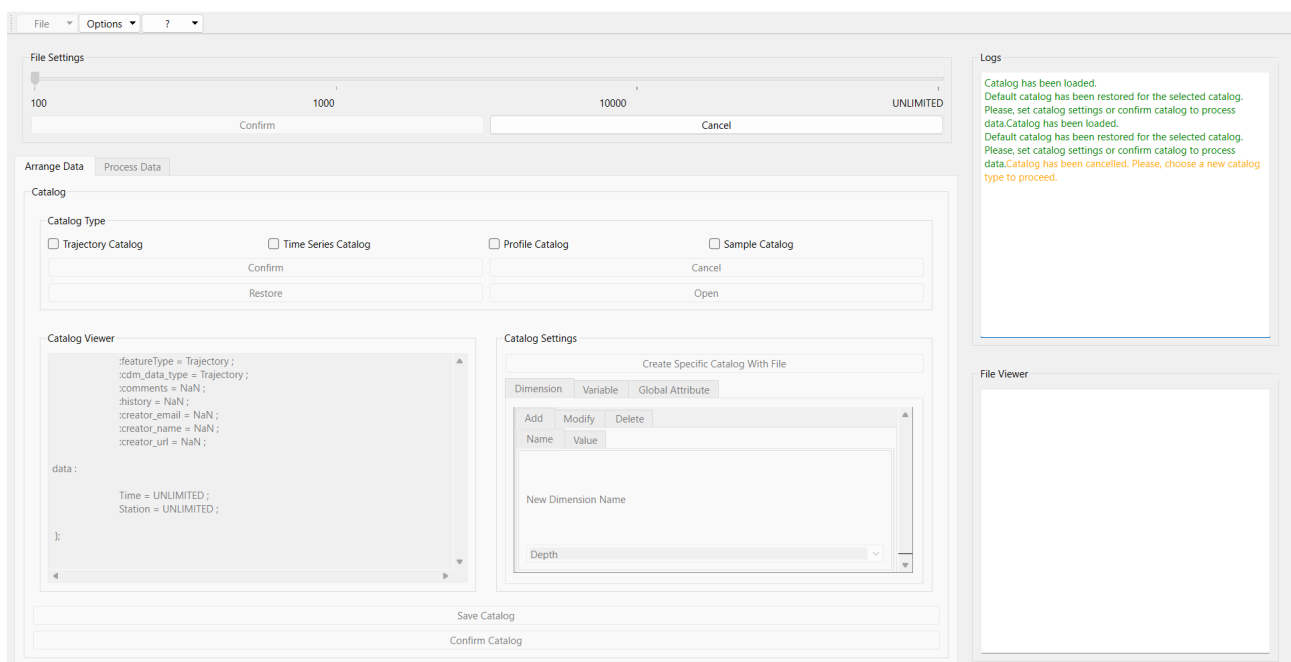 File Options ?
File Settings
100 1000 10000 UNLIMITED
Confirm Cancel
Arrange Data Process Data
Catalog
Catalog Type
Trajectory Catalog Time Series Catalog Profile Catalog Sample Catalog
Confirm Cancel
Restore Open
Catalog Viewer
:featureType = Trajectory ;
:cdm_data_type = Trajectory ;
:comments = NaN ;
:history = NaN ;
:creator_email = NaN ;
:creator_name = NaN ;
:creator_url = NaN ;
data :
Time = UNLIMITED ;
Station = UNLIMITED ;
};
Catalog Settings
Create Specific Catalog With File
Dimension Variable Global Attribute
Add Modify Delete
Name Value
New Dimension Name
Depth
Save Catalog
Confirm Catalog
Logs
Catalog has been loaded.
Default catalog has been restored for the selected catalog.
Please, set catalog settings or confirm catalog to process
data.Catalog has been loaded.
Default catalog has been restored for the selected catalog.
Please, set catalog settings or confirm catalog to process
data.Catalog has been cancelled. Please, choose a new catalog
type to proceed.
File Viewer